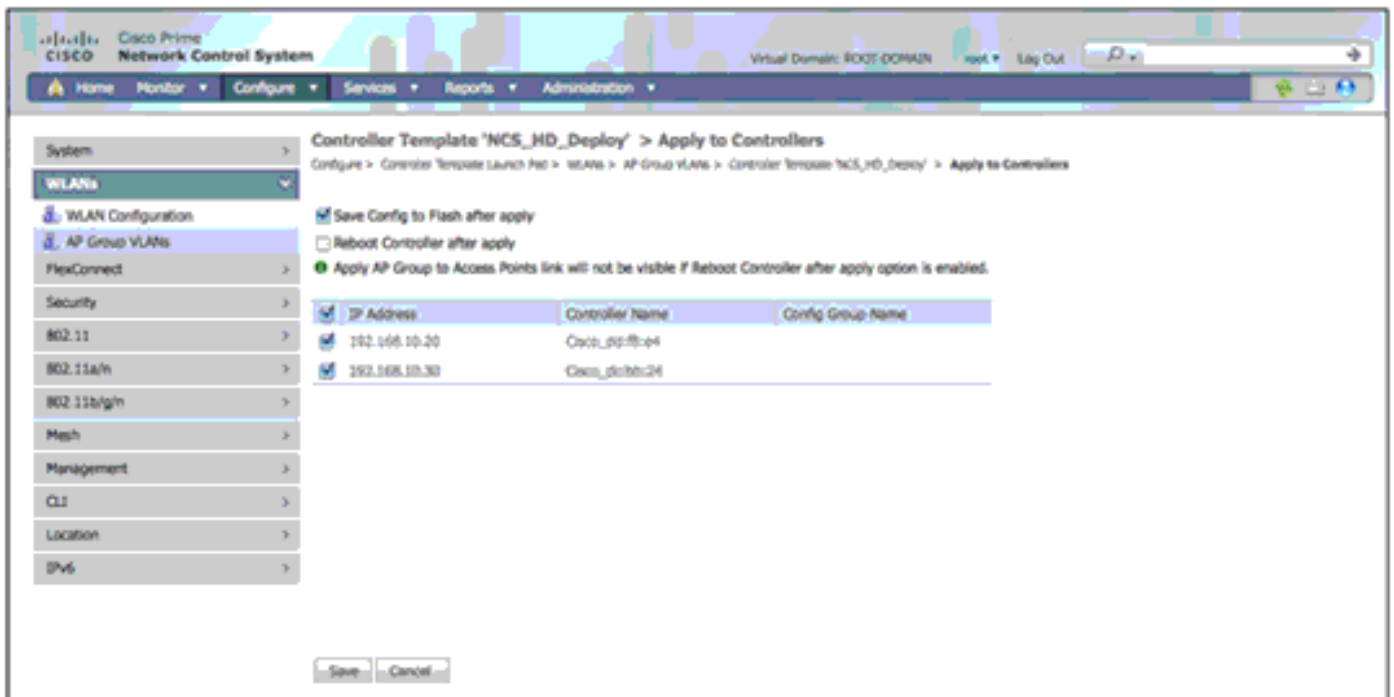 Cisco Prime
CISCO Network Control System
Virtual Domain: ROOT-DOMAIN root Log Out
Home Monitor Configure Services Reports Administration
System
WLANs
WLAN Configuration
AP Group VLANs
FlexConnect
Security
802.11
802.11a/n
802.11b/g/n
Mesh
Management
CLI
Location
IPv6
Controller Template 'NCS_HD_Deploy' > Apply to Controllers
Configure > Controller Template Launch Pad > WLANs > AP Group VLANs > Controller Template 'NCS_HD_Deploy' > Apply to Controllers
Save Config to Flash after apply
Reboot Controller after apply
Apply AP Group to Access Points link will not be visible if Reboot Controller after apply option is enabled.
IP Address Controller Name Config Group Name
192.168.10.20
192.168.10.30
Save Cancel